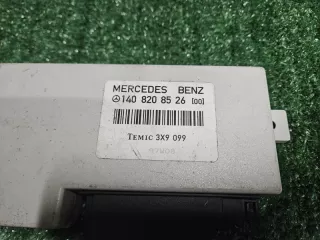 MERCEDES BENZ
140 820 85 26 [00]
TEMIC 3X9 099